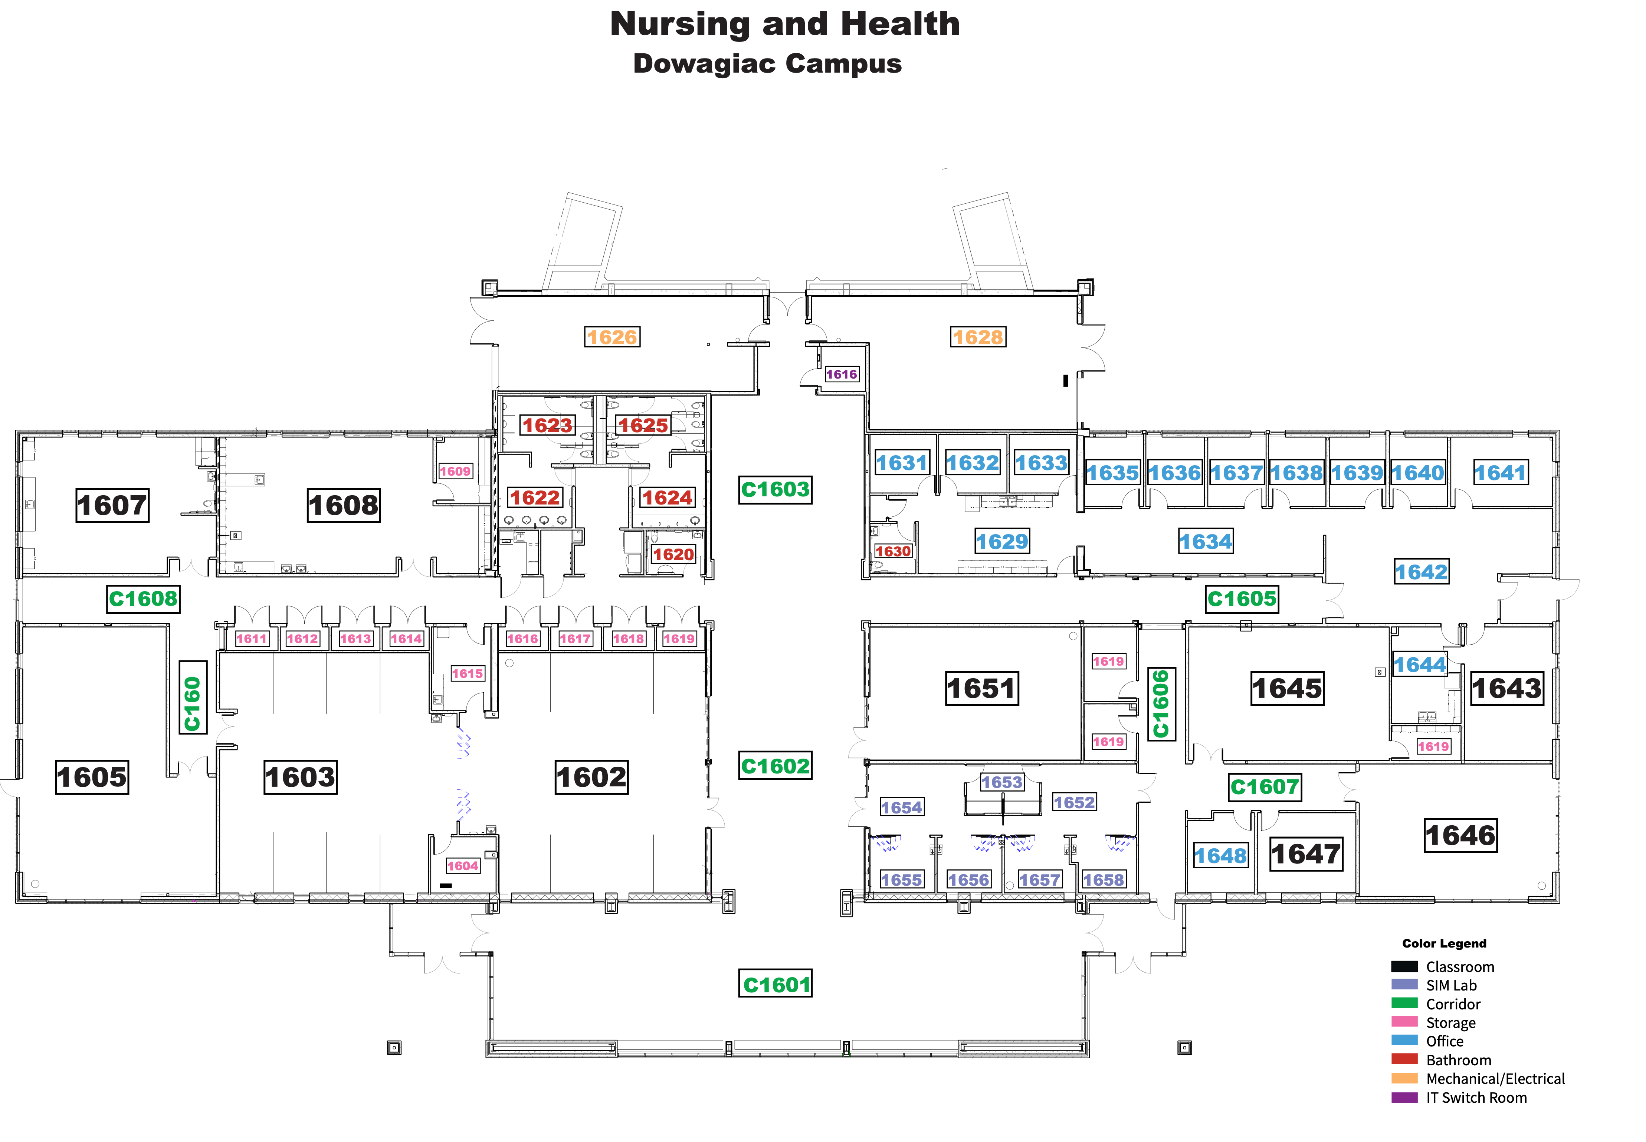 Nursing and Health
Dowagiac Campus
1626
1628
1616
1623
1625
1631
1632
1633
1635
1636
1637
1638
1639
1640
1641
1609
1607
1608
1622
1624
C1603
1620
1630
1629
1634
1642
C1608
C1605
1611
1612
1613
1614
1616
1617
1618
1619
1615
C160
1651
1619
C1606
1645
1644
1643
1619
1619
1605
1603
1602
C1602
1653
1654
1652
C1607
1646
1604
1655
1656
1657
1658
1648
1647
C1601
Color Legend
Classroom
SIM Lab
Corridor
Storage
Office
Bathroom
Mechanical/Electrical
IT Switch Room